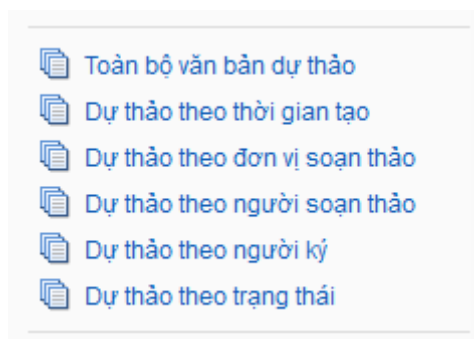 Toàn bộ văn bản dự thảo
Dự thảo theo thời gian tạo
Dự thảo theo đơn vị soạn thảo
Dự thảo theo người soạn thảo
Dự thảo theo người ký
Dự thảo theo trạng thái